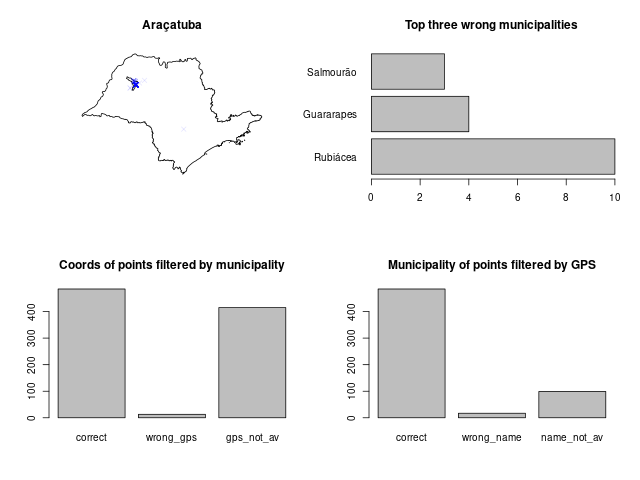 Araçatuba
Top three wrong municipalities
Salmourão
Guararapes
Rubiácea
0 2 4 6 8 10
Coords of points filtered by municipality
0 100 200 300 400
correct wrong_gps gps_not_av
Municipality of points filtered by GPS
0 100 200 300 400
correct wrong_name name_not_av